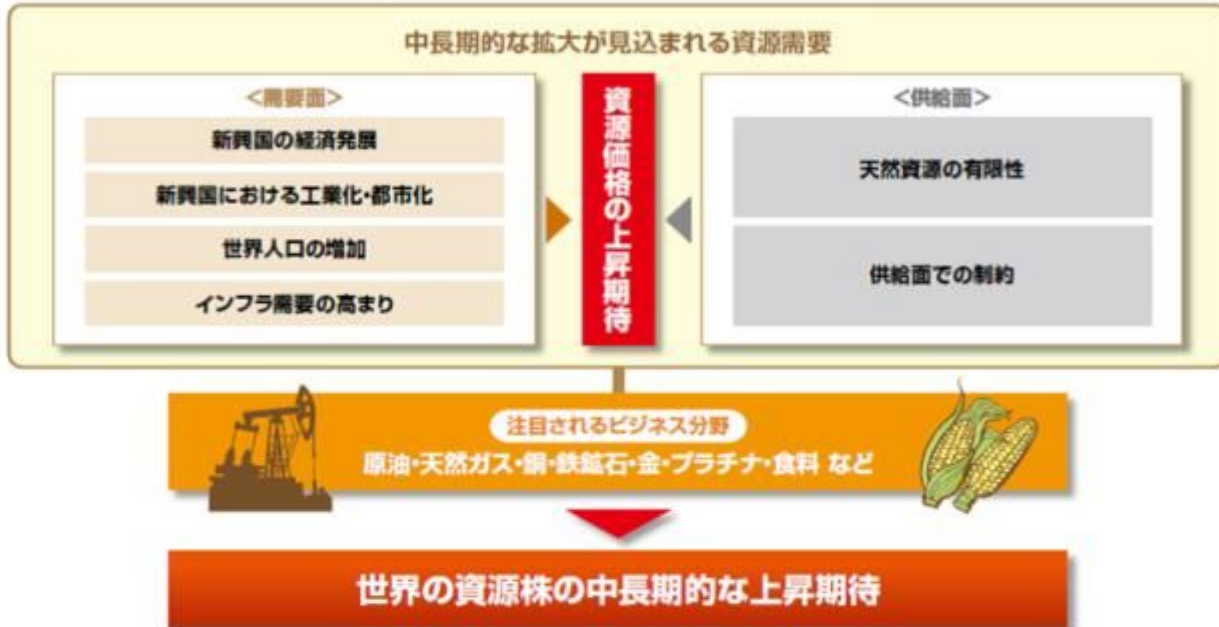 中長期的な拡大が見込まれる資源需要
＜需要面＞
新興国の経済発展
新興国における工業化・都市化
世界人口の増加
インフラ需要の高まり
資源価格の上昇期待
＜供給面＞
天然資源の有限性
供給面での制約
注目されるビジネス分野
原油・天然ガス・銅・鉄鉱石・金・プラチナ・食料 など
世界の資源株の中長期的な上昇期待